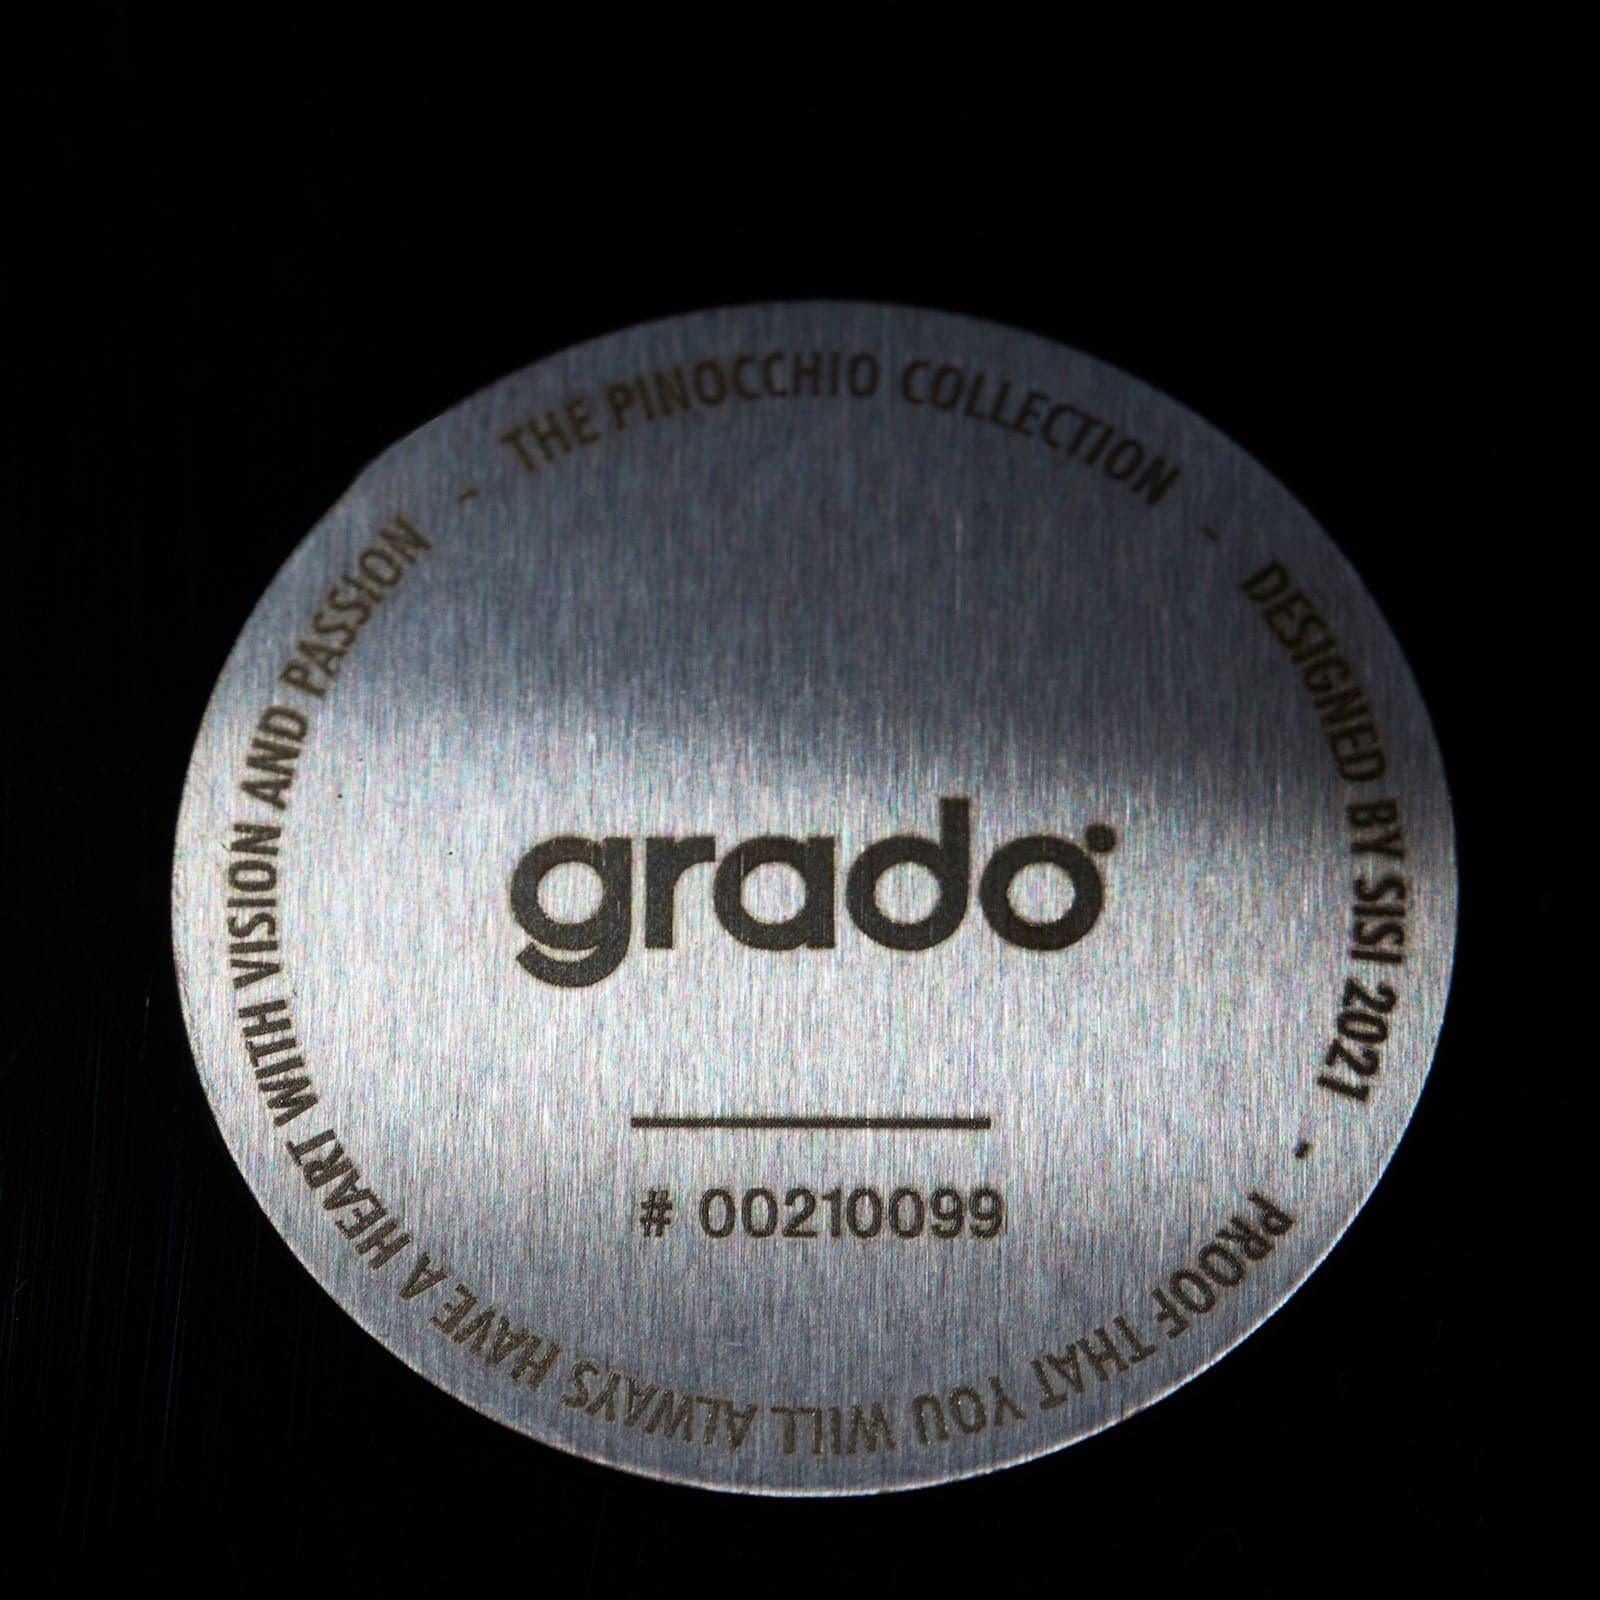 THE PINOCCHIO COLLECTION - DESIGNED BY SISI 2021 - PROOF THAT YOU WILL ALWAYS HAVE A HEART WITH VISION AND PASSION -
grado
# 00210099